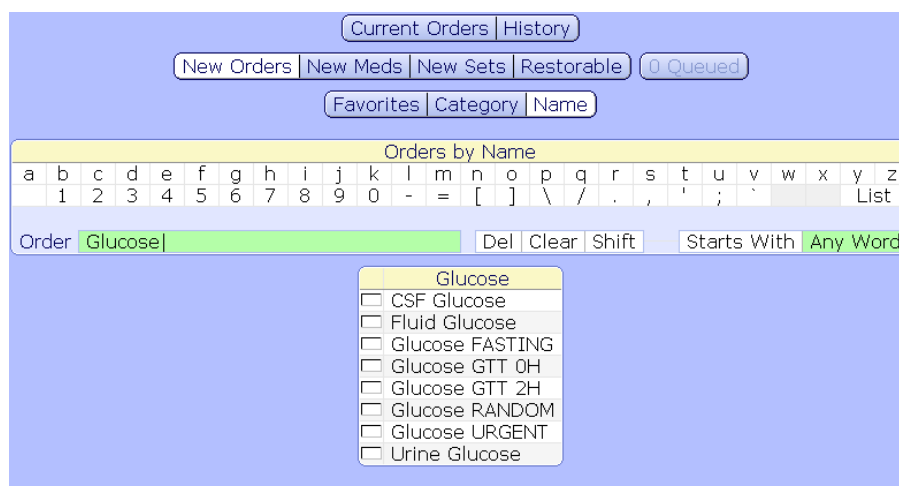 Current Orders History
New Orders New Meds New Sets Restorable 0 Queued
Favorites Category Name
Orders by Name
a b c d e f g h i j k l m n o p q r s t u v w x y z
1 2 3 4 5 6 7 8 9 0 - = [ ] \ / . , ' ; ` List
Order Glucose Del Clear Shift Starts With Any Word
Glucose
CSF Glucose
Fluid Glucose
Glucose FASTING
Glucose GTT 0H
Glucose GTT 2H
Glucose RANDOM
Glucose URGENT
Urine Glucose